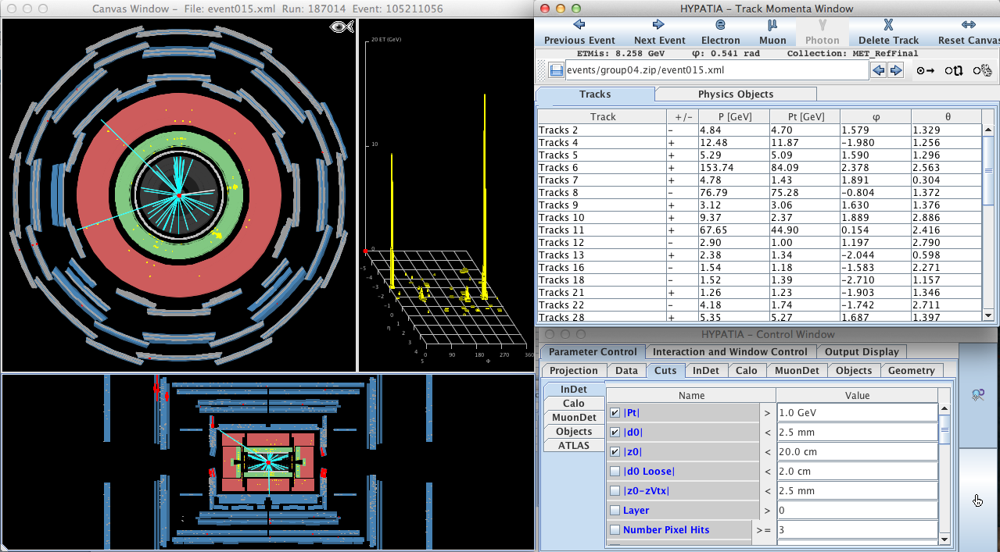 Canvas Window – File: event015.xml Run: 187014 Event: 105211056
20 ET (GeV)
10
0
−5
−4
−3
−2
−1
0
1
2
3
4
5
η
0 90 180 270 360
Φ
HYPATIA – Track Momenta Window
Previous Event Next Event Electron Muon Photon Delete Track Reset Canvas
e μ γ
ETMis: 8.258 GeV φ: 0.541 rad Collection: MET_RefFinal
events/group04.zip/event015.xml
Tracks Physics Objects
Track +/− P [GeV] Pt [GeV] φ θ
Tracks 2 − 4.84 4.70 1.579 1.329
Tracks 4 + 12.48 11.87 −1.980 1.256
Tracks 5 + 5.29 5.09 1.590 1.296
Tracks 6 + 153.74 84.09 2.378 2.563
Tracks 7 + 4.78 1.43 1.891 0.304
Tracks 8 − 76.79 75.28 −0.804 1.372
Tracks 9 + 3.12 3.06 1.630 1.376
Tracks 10 + 9.37 2.37 1.889 2.886
Tracks 11 + 67.65 44.90 0.154 2.416
Tracks 12 − 2.90 1.00 1.197 2.790
Tracks 13 + 2.38 1.34 −2.044 0.598
Tracks 16 − 1.54 1.18 −1.583 2.271
Tracks 18 − 1.52 1.39 −2.710 1.157
Tracks 21 + 1.26 1.23 −1.903 1.346
Tracks 22 − 4.18 1.74 −1.742 2.711
Tracks 28 + 5.35 5.27 1.687 1.397
HYPATIA – Control Window
Parameter Control Interaction and Window Control Output Display
Projection Data Cuts InDet Calo MuonDet Objects Geometry
InDet
Calo
MuonDet
Objects
ATLAS
Name Value
|Pt| > 1.0 GeV
|d0| < 2.5 mm
|z0| < 20.0 cm
|d0 Loose| < 2.0 cm
|z0-zVtx| < 2.5 mm
Layer > 0
Number Pixel Hits >= 3